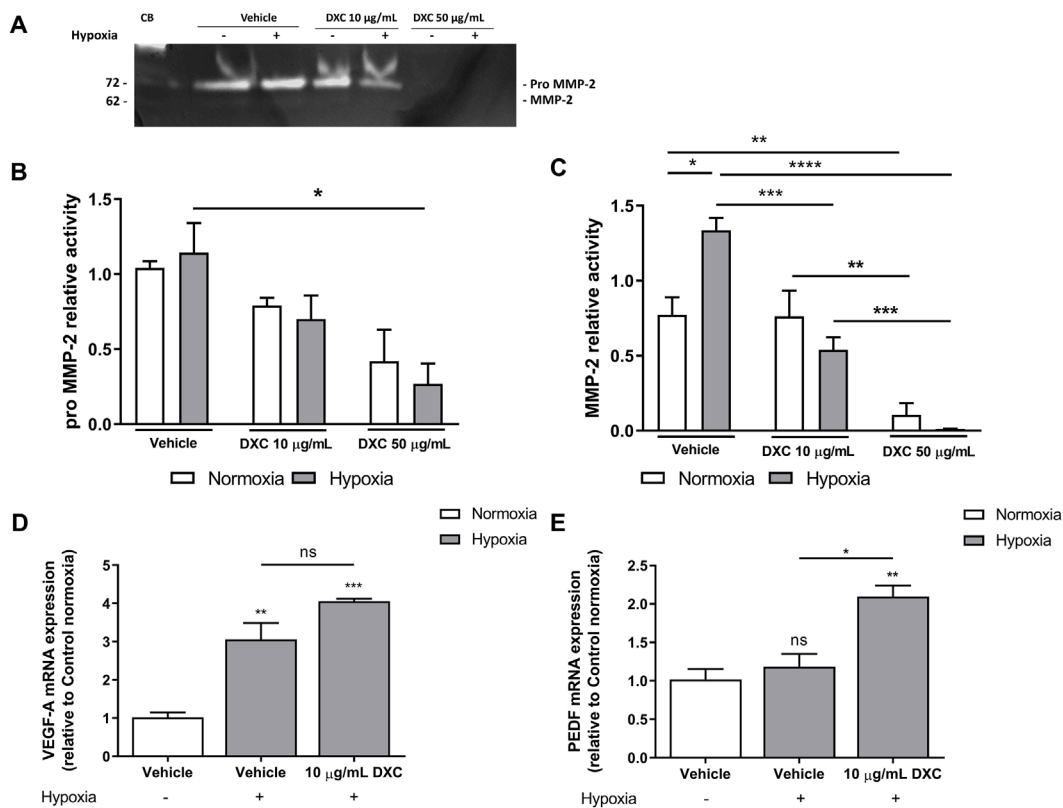 A
CB Vehicle DXC 10 µg/mL DXC 50 µg/mL
Hypoxia - + - + - +
72 - - Pro MMP-2
62 - - MMP-2
B
pro MMP-2 relative activity
1.5
1.0
0.5
0.0
*
Vehicle DXC 10 µg/mL DXC 50 µg/mL
Normoxia Hypoxia
C
MMP-2 relative activity
**
* ****
***
**
***
1.5
1.0
0.5
0.0
Vehicle DXC 10 µg/mL DXC 50 µg/mL
Normoxia Hypoxia
D
Normoxia
Hypoxia
VEGF-A mRNA expression
(relative to Control normoxia)
5
4
3
2
1
0
ns
** ***
Vehicle Vehicle 10 µg/mL DXC
Hypoxia - + +
E
Normoxia
Hypoxia
PEDF mRNA expression
(relative to Control normoxia)
2.5
2.0
1.5
1.0
0.5
0.0
*
ns **
Vehicle Vehicle 10 µg/mL DXC
Hypoxia - + +